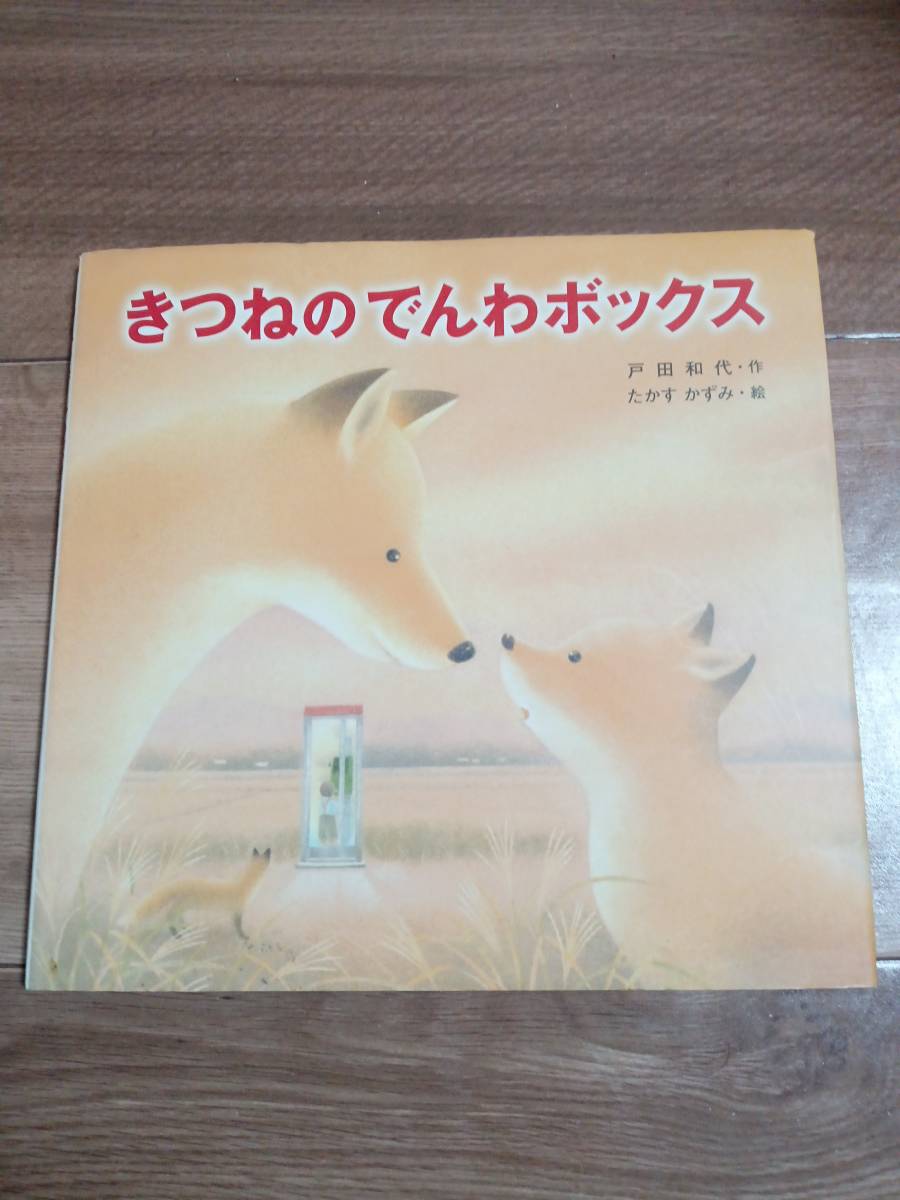 きつねのでんわボックス
戸田和代・作
たかす かずみ・絵